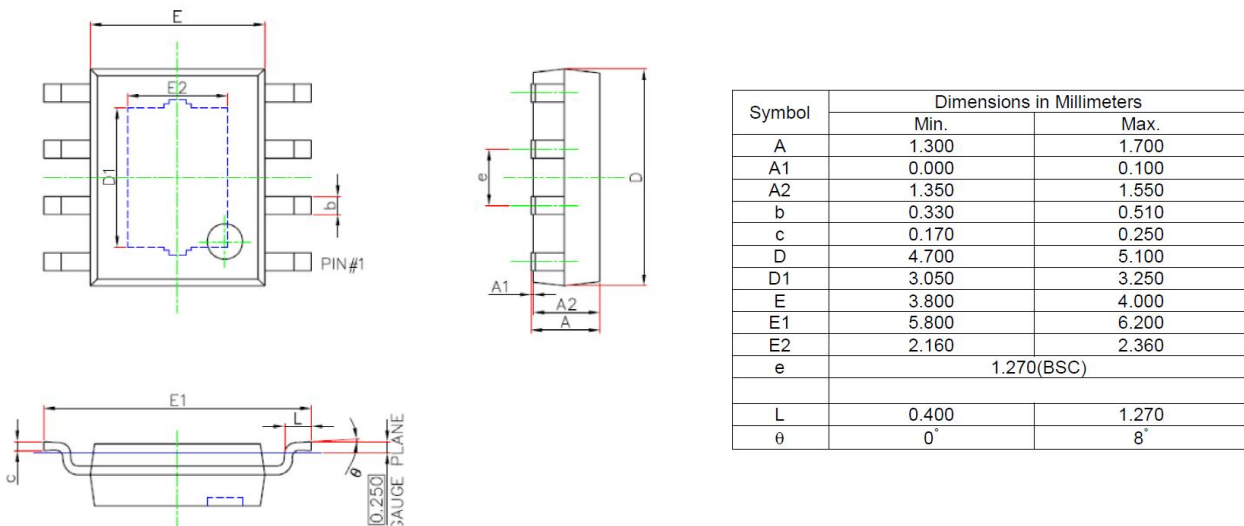 E
E2
D1
b
PIN#1
e
D
A1
A2
A
E1
L
c
θ
0.250
GAUGE PLANE
Symbol Dimensions in Millimeters
Min. Max.
A 1.300 1.700
A1 0.000 0.100
A2 1.350 1.550
b 0.330 0.510
c 0.170 0.250
D 4.700 5.100
D1 3.050 3.250
E 3.800 4.000
E1 5.800 6.200
E2 2.160 2.360
e 1.270(BSC)
L 0.400 1.270
θ 0° 8°